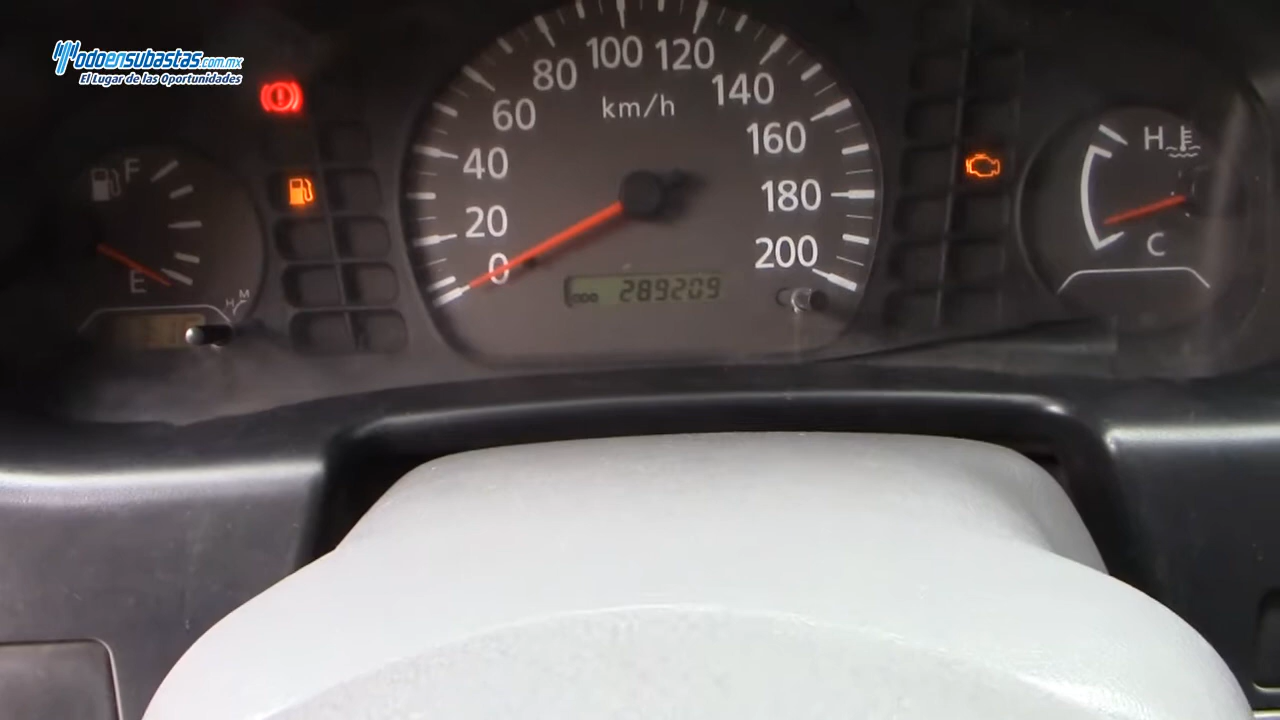 Todoensubastas.com.mx
El Lugar de las Oportunidades
100
120
80
km/h
140
60
160
F
H
40
180
20
C
200
0
E
289209
H M